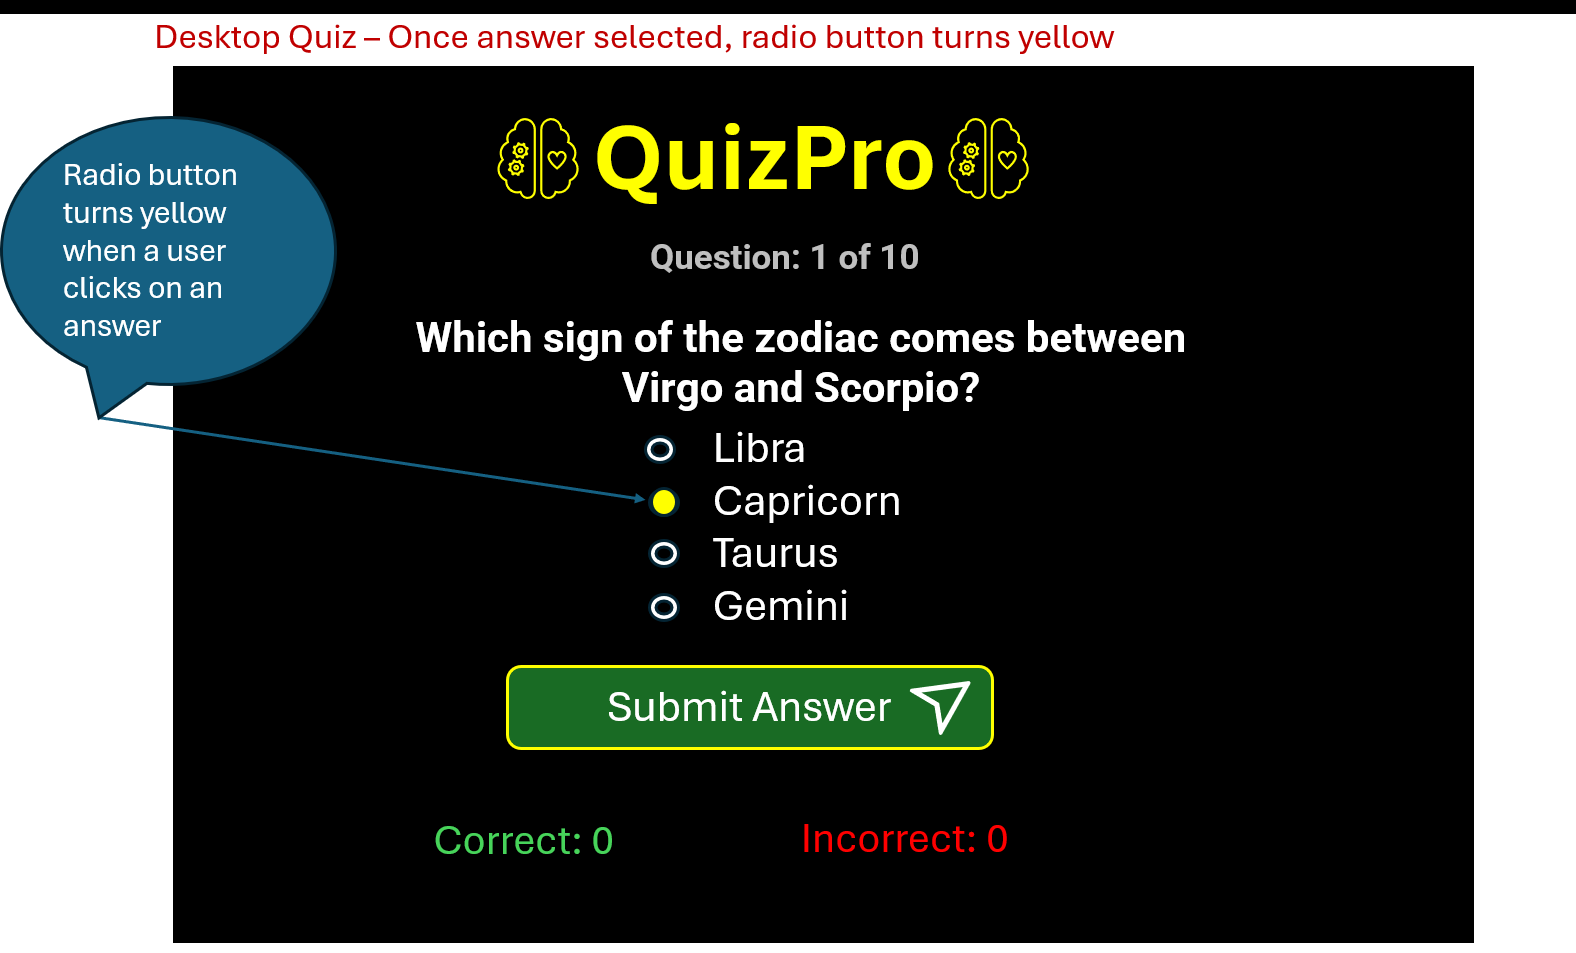 Desktop Quiz – Once answer selected, radio button turns yellow
Radio button
turns yellow
when a user
clicks on an
answer
QuizPro
Question: 1 of 10
Which sign of the zodiac comes between
Virgo and Scorpio?
Libra
Capricorn
Taurus
Gemini
Submit Answer
Correct: 0
Incorrect: 0